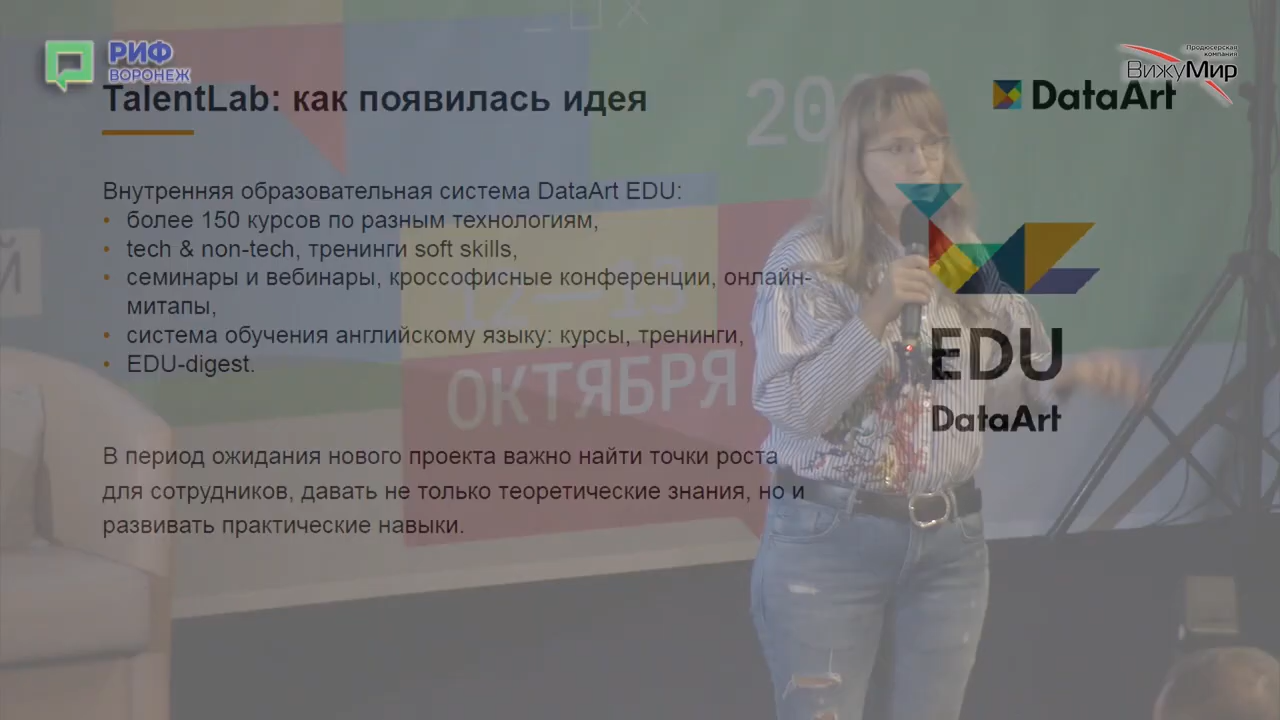 РИФ
ВОРОНЕЖ
Продюсерская
компания
ВижуМир
TalentLab: как появилась идея
DataArt
20
Внутренняя образовательная система DataArt EDU:
• более 150 курсов по разным технологиям,
• tech & non-tech, тренинги soft skills,
• семинары и вебинары, кроссофисные конференции, онлайн-
митапы,
• система обучения английскому языку: курсы, тренинги,
• EDU-digest.
12—13
ОКТЯБРЯ
EDU
DataArt
В период ожидания нового проекта важно найти точки роста
для сотрудников, давать не только теоретические знания, но и
развивать практические навыки.